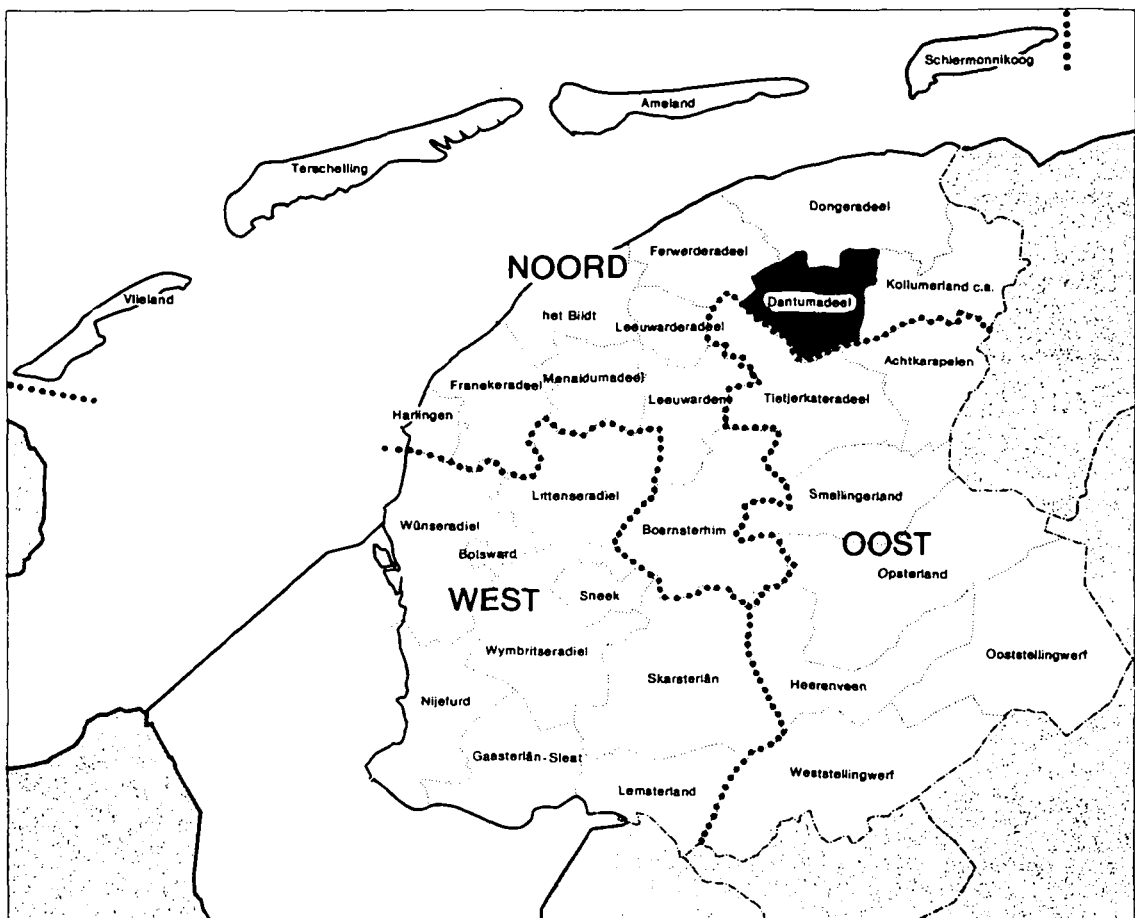 Schiermonnikoog
Ameland
Terschelling
Dongeradeel
Ferwerderadeel
NOORD
Vlieland
Dantumadeel
Kollumerland c.a.
het Bildt
Leeuwarderadeel
Achtkarspelen
Franekeradeel
Menaldumadeel
Leeuwarden
Tietjerksteradeel
Harlingen
Littenseradiel
Smellingerland
Wûnseradiel
Boarnsterhim
Bolsward
OOST
Opsterland
WEST
Sneek
Wymbritseradiel
Ooststellingwerf
Skarsterlân
Heerenveen
Nijefurd
Gaasterlân-Sleat
Weststellingwerf
Lemsterland